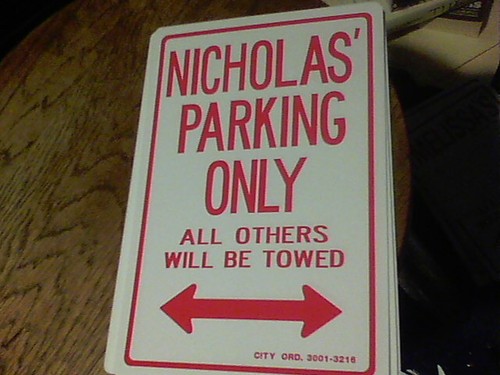 NICHOLAS'
PARKING
ONLY
ALL OTHERS
WILL BE TOWED
CITY ORD. 3001-3216